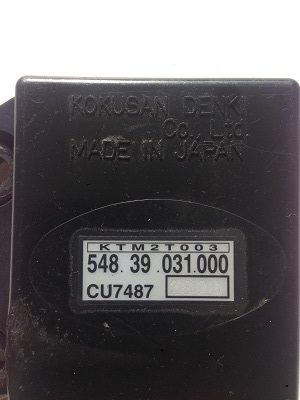 KOKUSAN DENKI
Co., Ltd.
MADE IN JAPAN
KTM2T003
548. 39 .031.000
CU7487